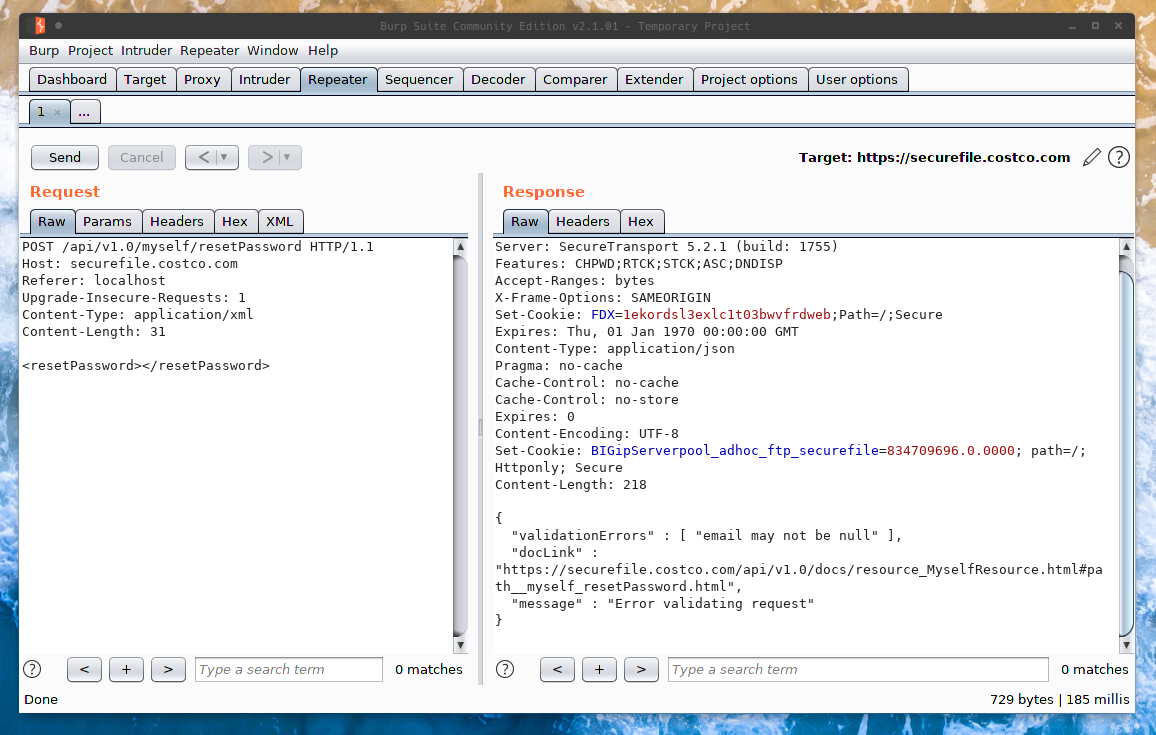 Burp Suite Community Edition v2.1.01 - Temporary Project
Burp Project Intruder Repeater Window Help
Dashboard Target Proxy Intruder Repeater Sequencer Decoder Comparer Extender Project options User options
1 × ...
Send Cancel < > Target: https://securefile.costco.com ?
Request
Raw Params Headers Hex XML
POST /api/v1.0/myself/resetPassword HTTP/1.1
Host: securefile.costco.com
Referer: localhost
Upgrade-Insecure-Requests: 1
Content-Type: application/xml
Content-Length: 31
<resetPassword></resetPassword>
? < + > Type a search term 0 matches
Response
Raw Headers Hex
Server: SecureTransport 5.2.1 (build: 1755)
Features: CHPWD;RTCK;STCK;ASC;DNDISP
Accept-Ranges: bytes
X-Frame-Options: SAMEORIGIN
Set-Cookie: FDX=1ekordsl3exlc1t03bwvfrdweb;Path=/;Secure
Expires: Thu, 01 Jan 1970 00:00:00 GMT
Content-Type: application/json
Pragma: no-cache
Cache-Control: no-cache
Cache-Control: no-store
Expires: 0
Content-Encoding: UTF-8
Set-Cookie: BIGipServerpool_adhoc_ftp_securefile=834709696.0.0000; path=/;
Httponly; Secure
Content-Length: 218
{
"validationErrors" : [ "email may not be null" ],
"docLink" :
"https://securefile.costco.com/api/v1.0/docs/resource_MyselfResource.html#pa
th__myself_resetPassword.html",
"message" : "Error validating request"
}
? < + > Type a search term 0 matches
Done 729 bytes | 185 millis